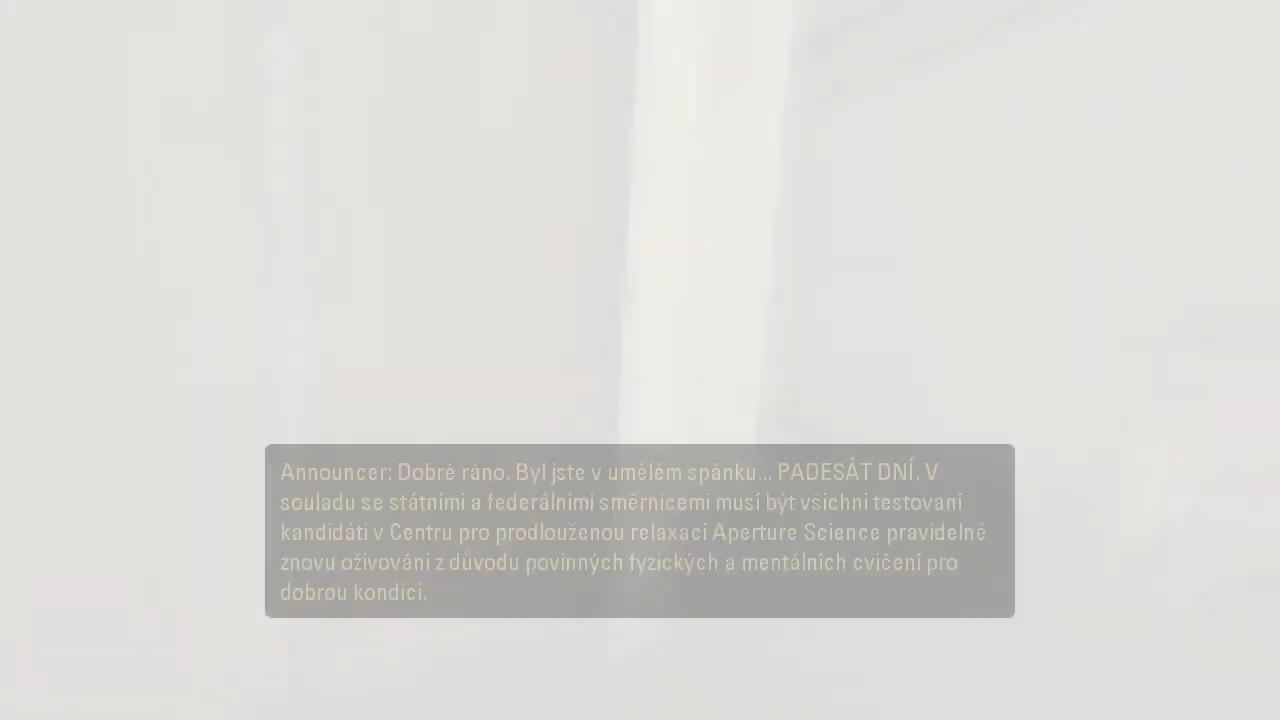 Announcer: Dobré ráno. Byl jste v umělém spánku... PADESÁT DNÍ. V
souladu se státními a federálními směrnicemi musí být všichni testovaní
kandidáti v Centru pro prodlouženou relaxaci Aperture Science pravidelně
znovu oživováni z důvodu povinných fyzických a mentálních cvičení pro
dobrou kondici.